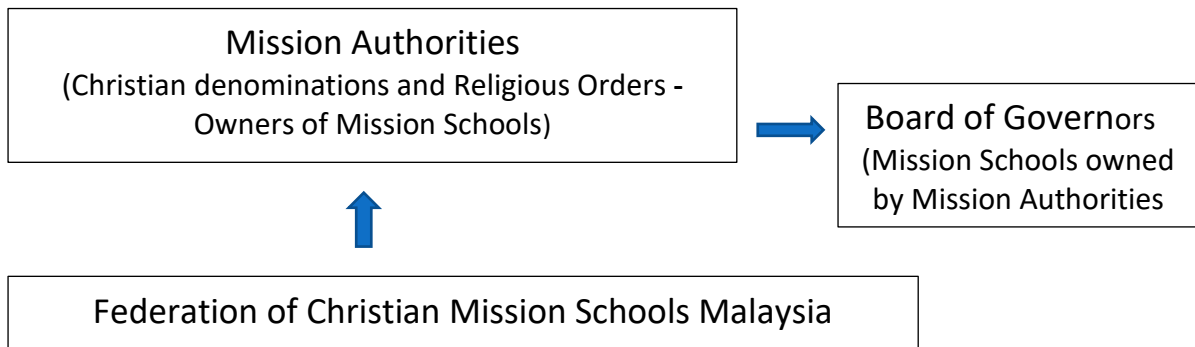 Mission Authorities
(Christian denominations and Religious Orders -
Owners of Mission Schools)
Board of Governors
(Mission Schools owned
by Mission Authorities
Federation of Christian Mission Schools Malaysia